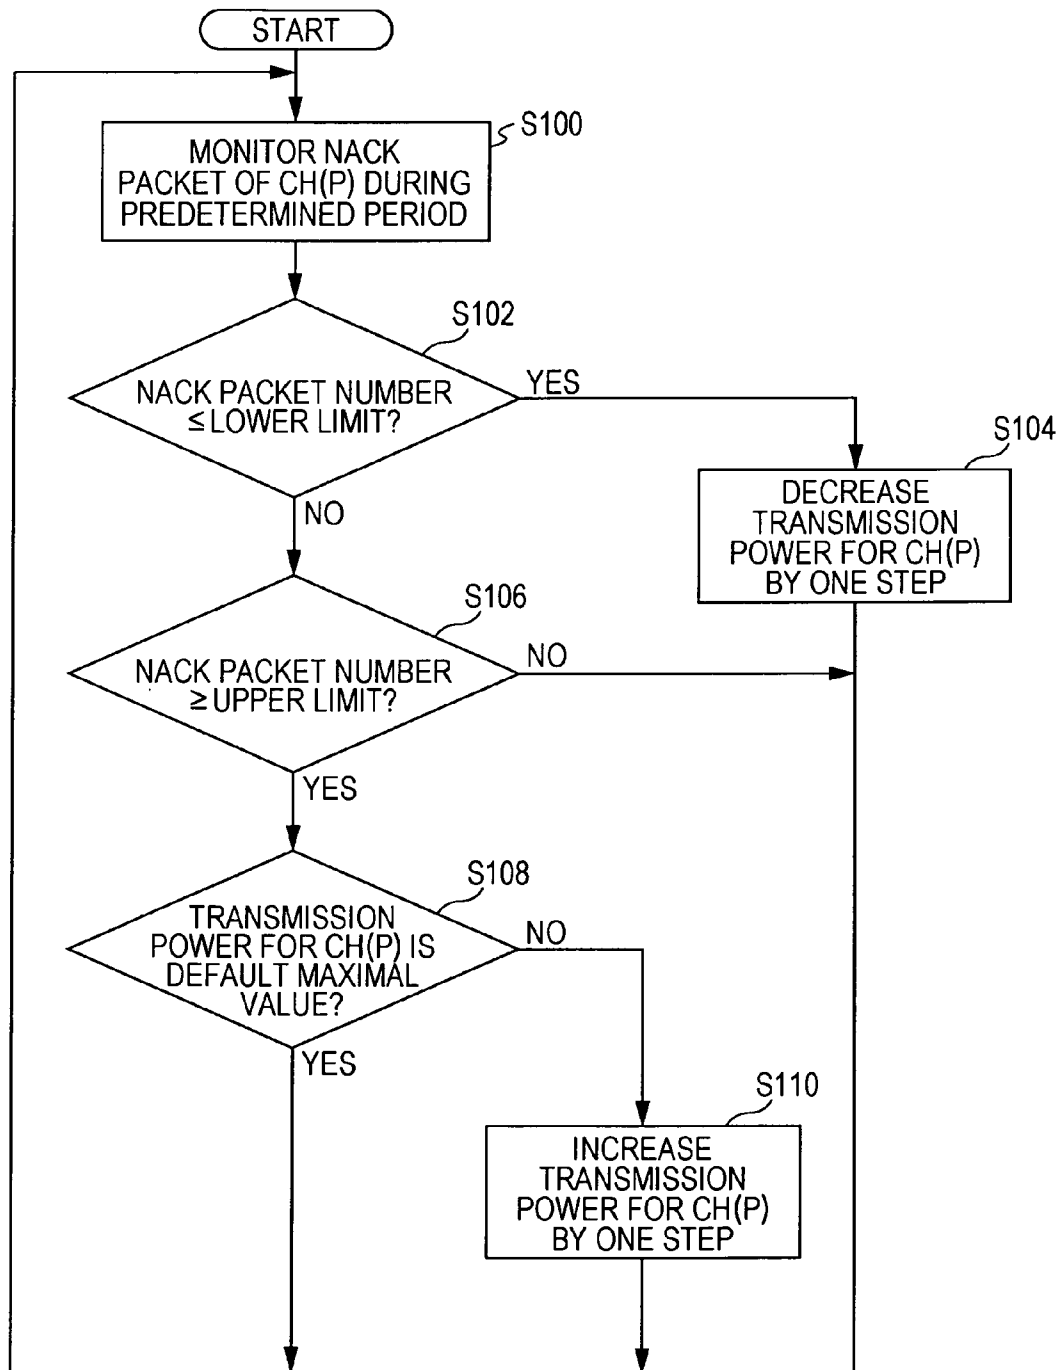 START
S100
MONITOR NACK
PACKET OF CH(P) DURING
PREDETERMINED PERIOD
S102
NACK PACKET NUMBER
≤ LOWER LIMIT?
YES
NO
S104
DECREASE
TRANSMISSION
POWER FOR CH(P)
BY ONE STEP
S106
NACK PACKET NUMBER
≥ UPPER LIMIT?
NO
YES
S108
TRANSMISSION
POWER FOR CH(P) IS
DEFAULT MAXIMAL
VALUE?
NO
YES
S110
INCREASE
TRANSMISSION
POWER FOR CH(P)
BY ONE STEP